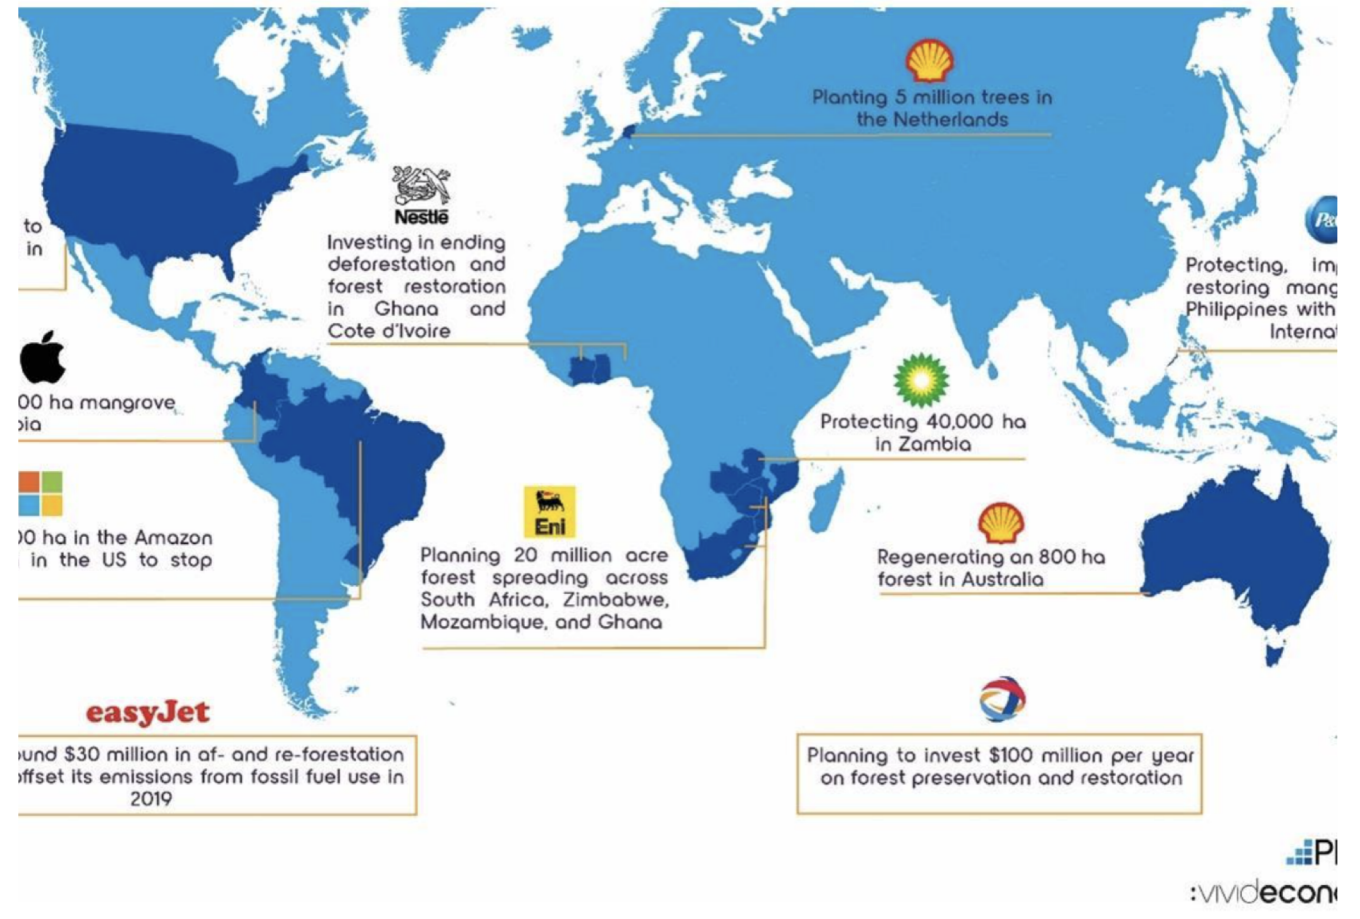 Planting 5 million trees in
the Netherlands
Nestlé
Investing in ending
deforestation and
forest restoration
in Ghana and
Cote d'Ivoire
to
in
P&
Protecting,
restoring
Philippines with
00 ha mangrove
Protecting 40,000 ha
in Zambia
00 ha in the Amazon
in the US to stop
Eni
Planning 20 million acre
forest spreading across
South Africa, Zimbabwe,
Mozambique, and Ghana
Regenerating an 800 ha
forest in Australia
easyJet
und $30 million in af- and re-forestation
offset its emissions from fossil fuel use in
2019
Planning to invest $100 million per year
on forest preservation and restoration
:vivideconc